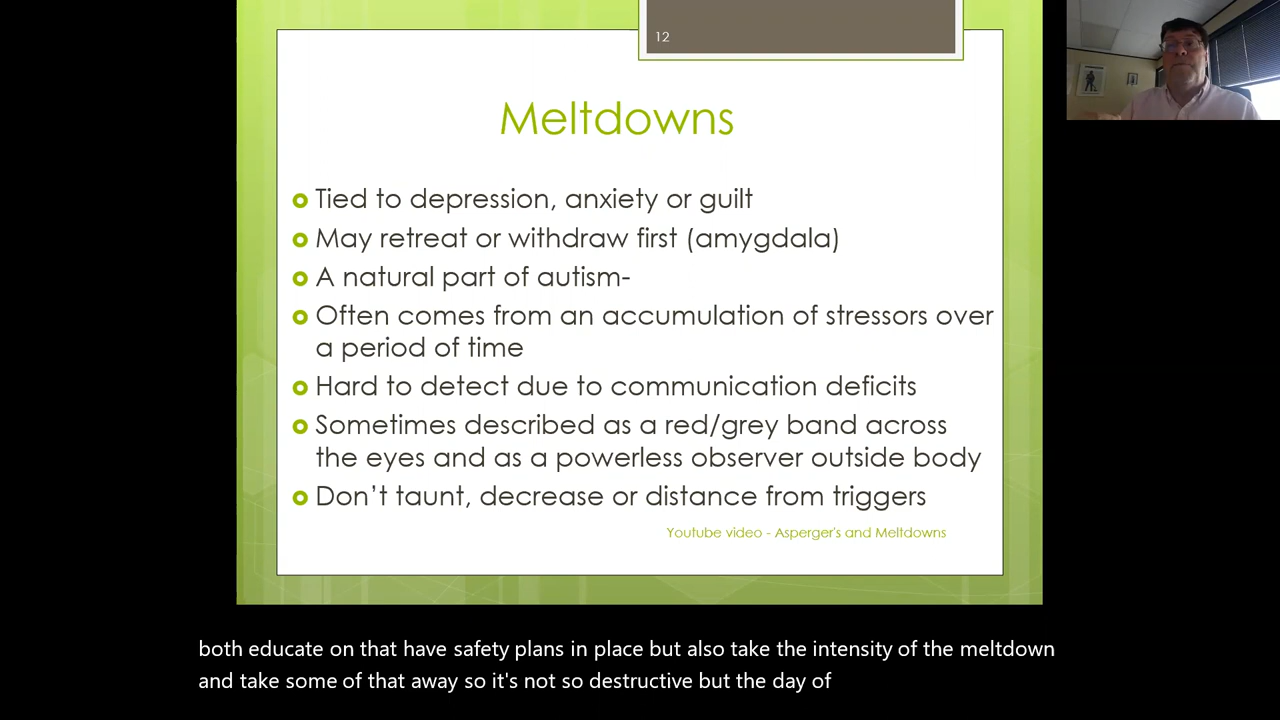 12
Meltdowns
Tied to depression, anxiety or guilt
May retreat or withdraw first (amygdala)
A natural part of autism-
Often comes from an accumulation of stressors over
a period of time
Hard to detect due to communication deficits
Sometimes described as a red/grey band across
the eyes and as a powerless observer outside body
Don’t taunt, decrease or distance from triggers
Youtube video - Asperger's and Meltdowns
both educate on that have safety plans in place but also take the intensity of the meltdown
and take some of that away so it's not so destructive but the day of